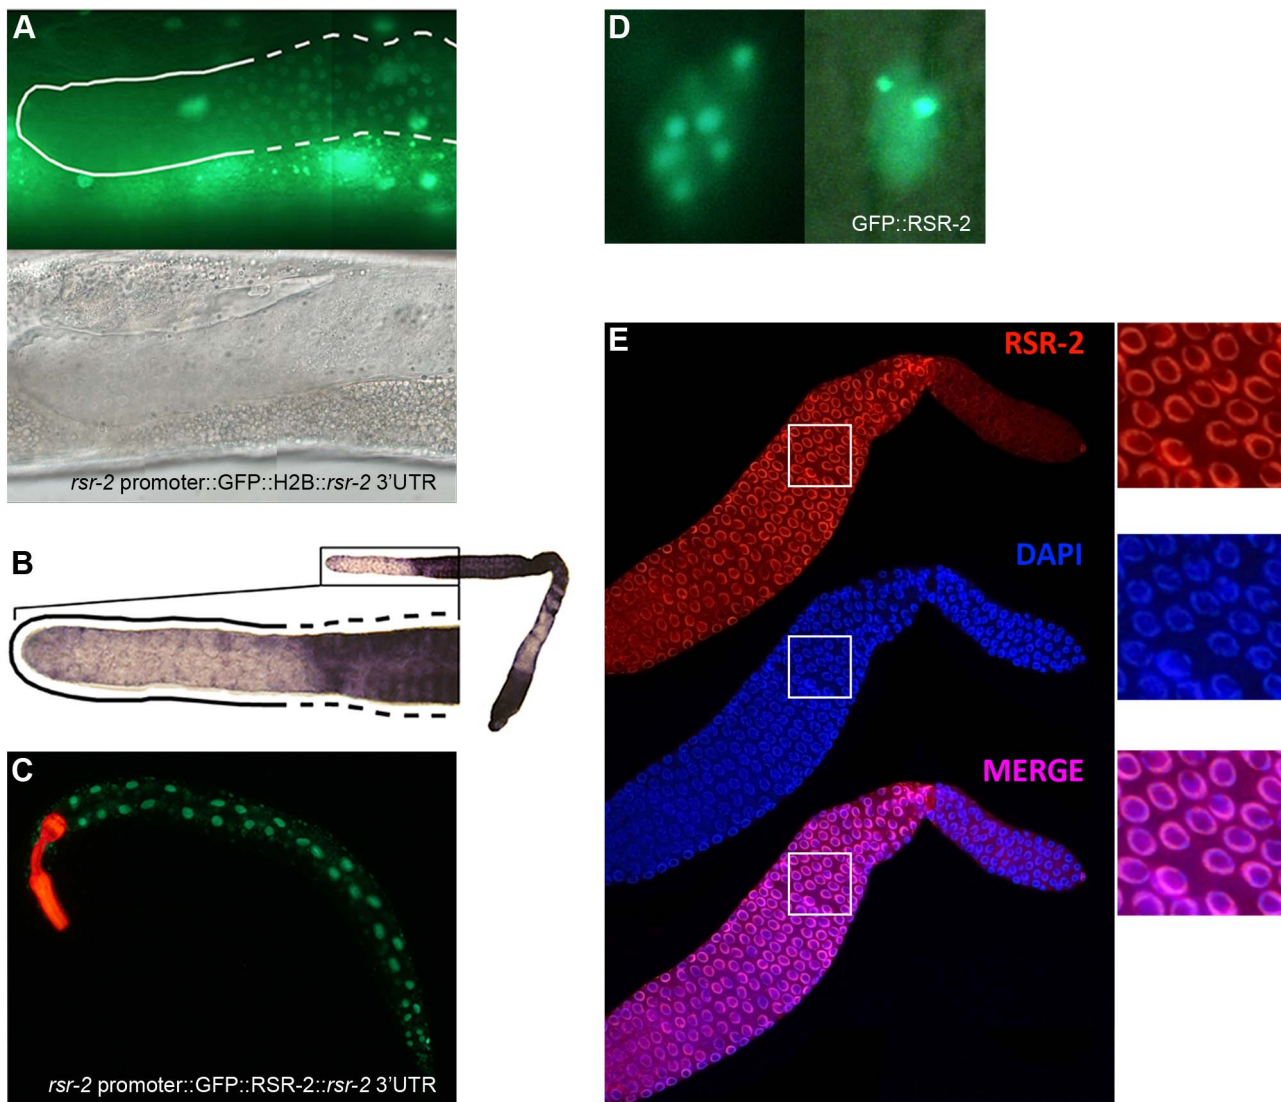 A
rsr-2 promoter::GFP::H2B::rsr-2 3'UTR
B
C
rsr-2 promoter::GFP::RSR-2::rsr-2 3'UTR
D
GFP::RSR-2
E
RSR-2
DAPI
MERGE